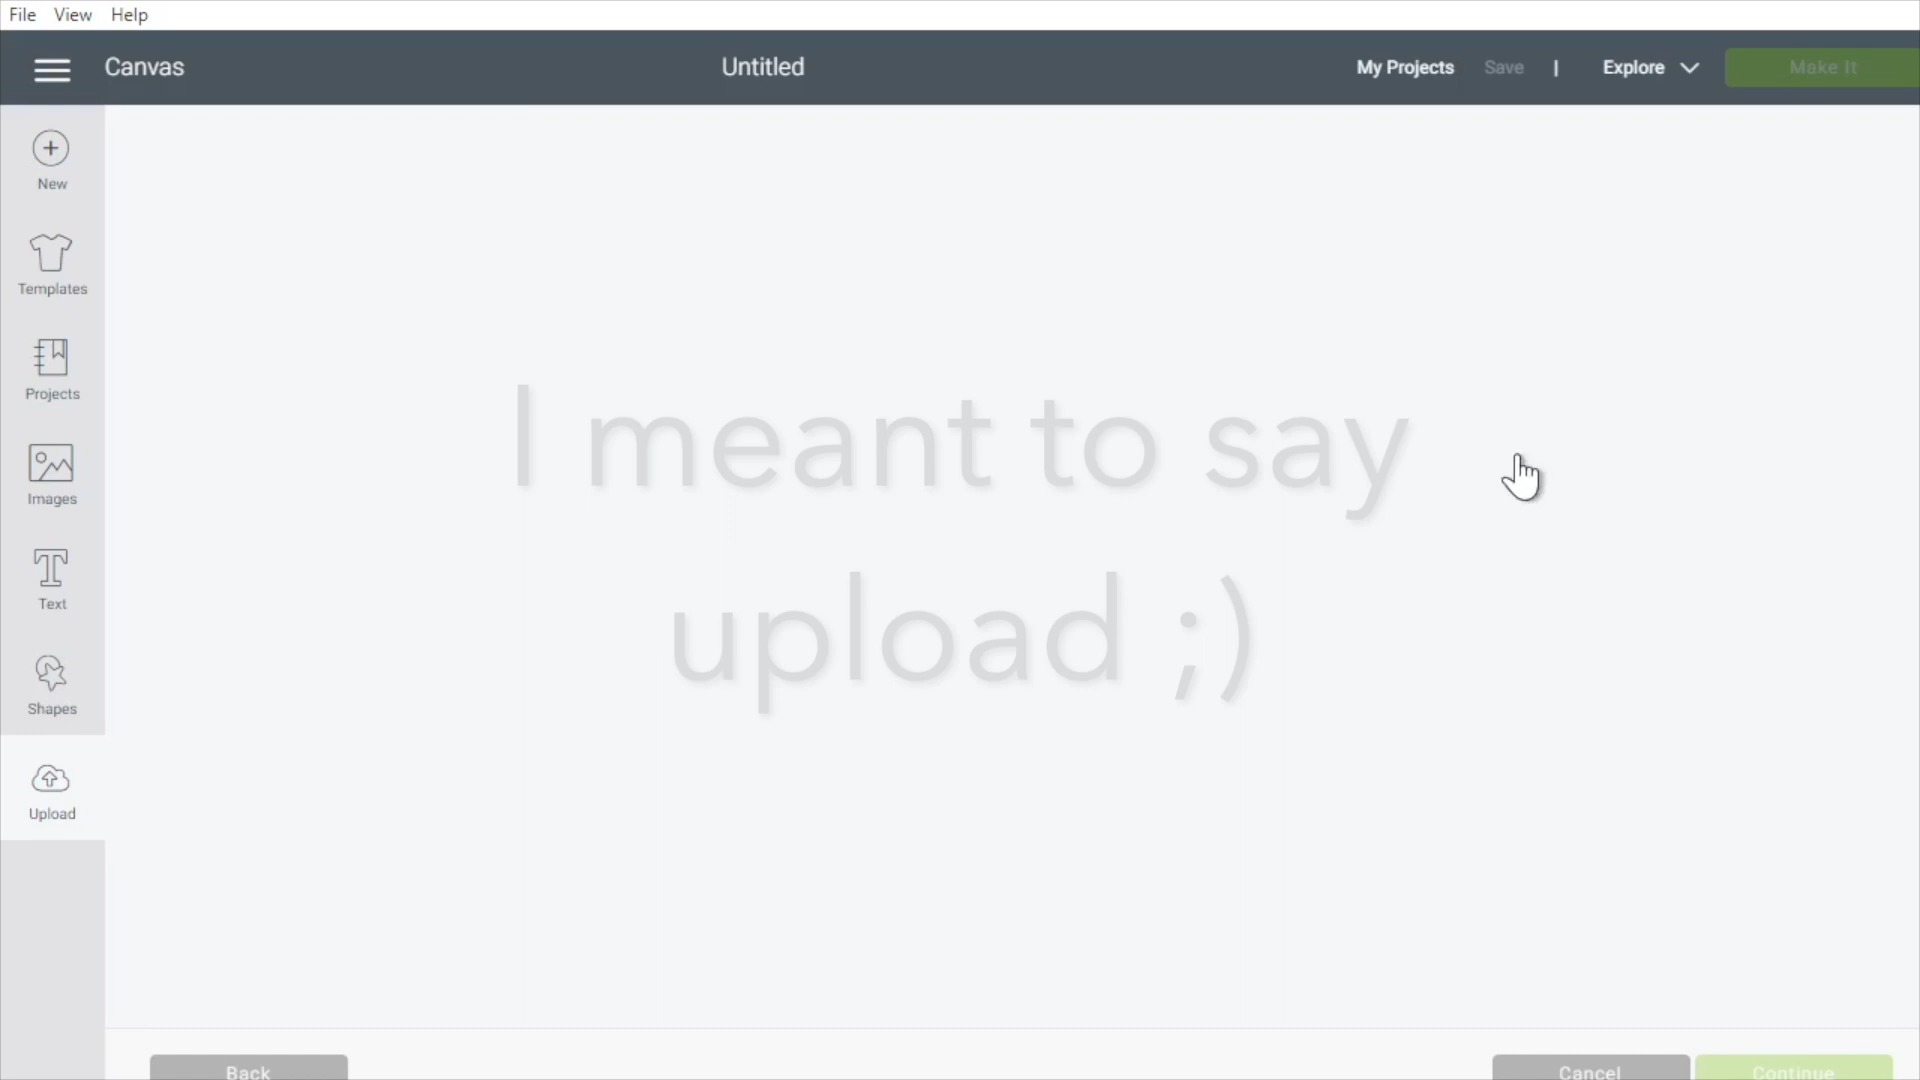 File View Help
Canvas Untitled My Projects Save | Explore Make It
New
Templates
Projects
Images
Text
Shapes
Upload
I meant to say
upload ;)
Back Cancel Continue